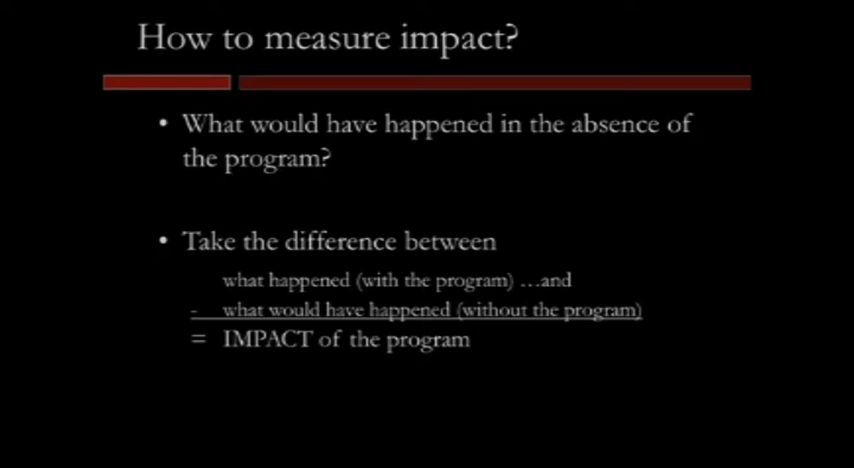 How to measure impact?
• What would have happened in the absence of
the program?
• Take the difference between
what happened (with the program) ...and
- what would have happened (without the program)
= IMPACT of the program